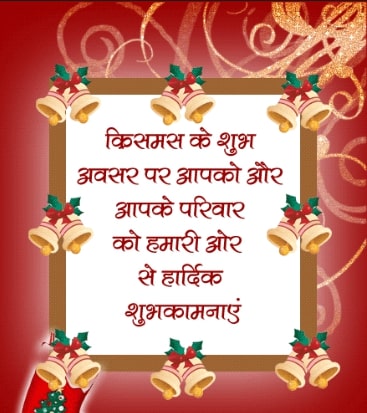 किसमस के शुभ
अवसर पर आपको और
आपके परिवार
को हमारी ओर
से हार्दिक
शुभकामनाएं